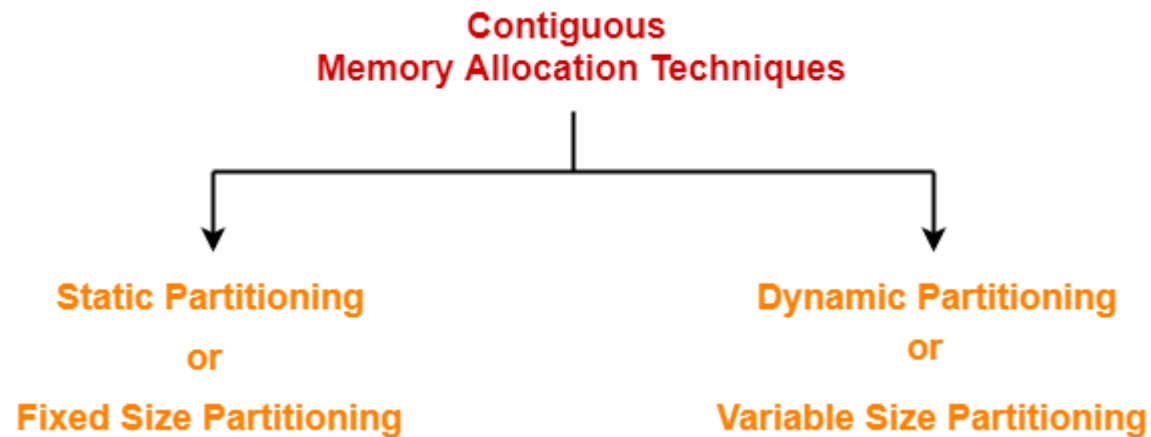 Contiguous
Memory Allocation Techniques
Static Partitioning
or
Fixed Size Partitioning
Dynamic Partitioning
or
Variable Size Partitioning